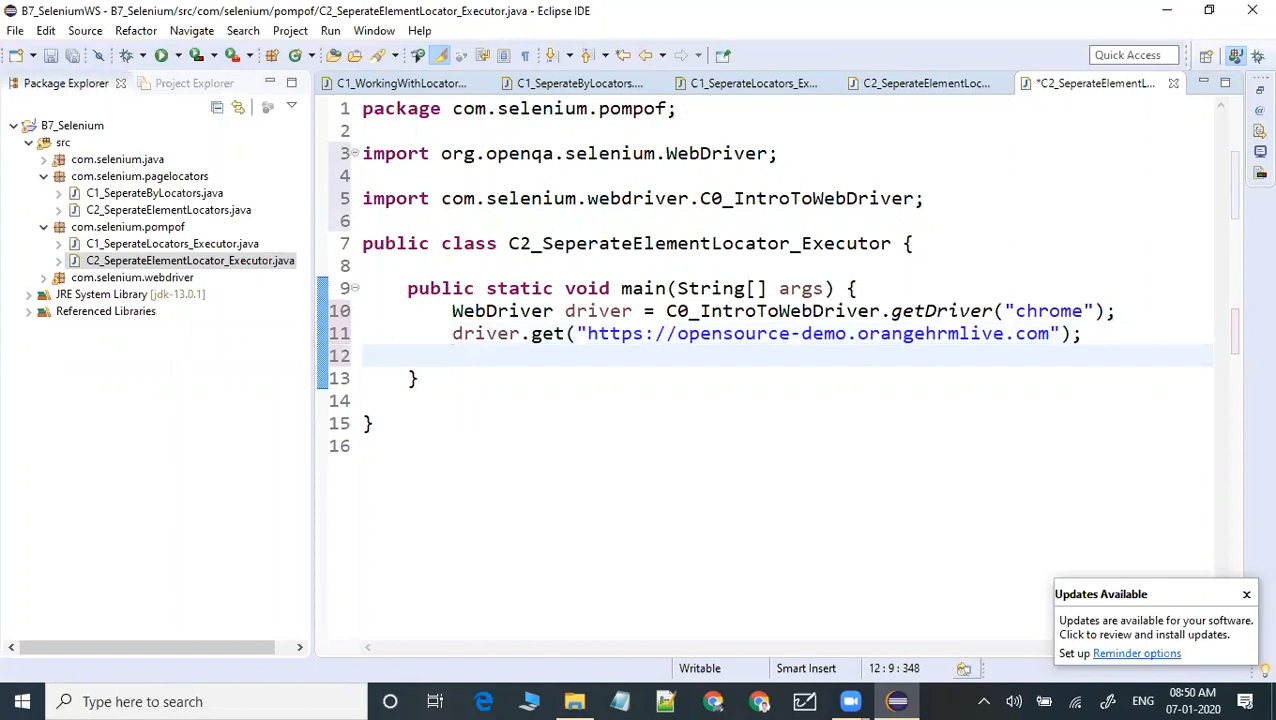 B7_SeleniumWS - B7_Selenium/src/com/selenium/pompof/C2_SeperateElementLocator_Executor.java - Eclipse IDE
File Edit Source Refactor Navigate Search Project Run Window Help
Quick Access
Package Explorer Project Explorer
C1_WorkingWithLocator... C1_SeperateByLocators.... C1_SeperateLocators_Ex... C2_SeperateElementLoc... *C2_SeperateElementL...
B7_Selenium
src
com.selenium.java
com.selenium.pagelocators
C1_SeperateByLocators.java
C2_SeperateElementLocators.java
com.selenium.pompof
C1_SeperateLocators_Executor.java
C2_SeperateElementLocator_Executor.java
com.selenium.webdriver
JRE System Library [jdk-13.0.1]
Referenced Libraries
1 package com.selenium.pompof;
2
3 import org.openqa.selenium.WebDriver;
4
5 import com.selenium.webdriver.C0_IntroToWebDriver;
6
7 public class C2_SeperateElementLocator_Executor {
8
9 public static void main(String[] args) {
10 WebDriver driver = C0_IntroToWebDriver.getDriver("chrome");
11 driver.get("https://opensource-demo.orangehrmlive.com");
12
13 }
14
15 }
16
Updates Available x
Updates are available for your software.
Click to review and install updates.
Set up Reminder options
Writable Smart Insert 12 : 9 : 348
Type here to search
ENG
08:50 AM
07-01-2020